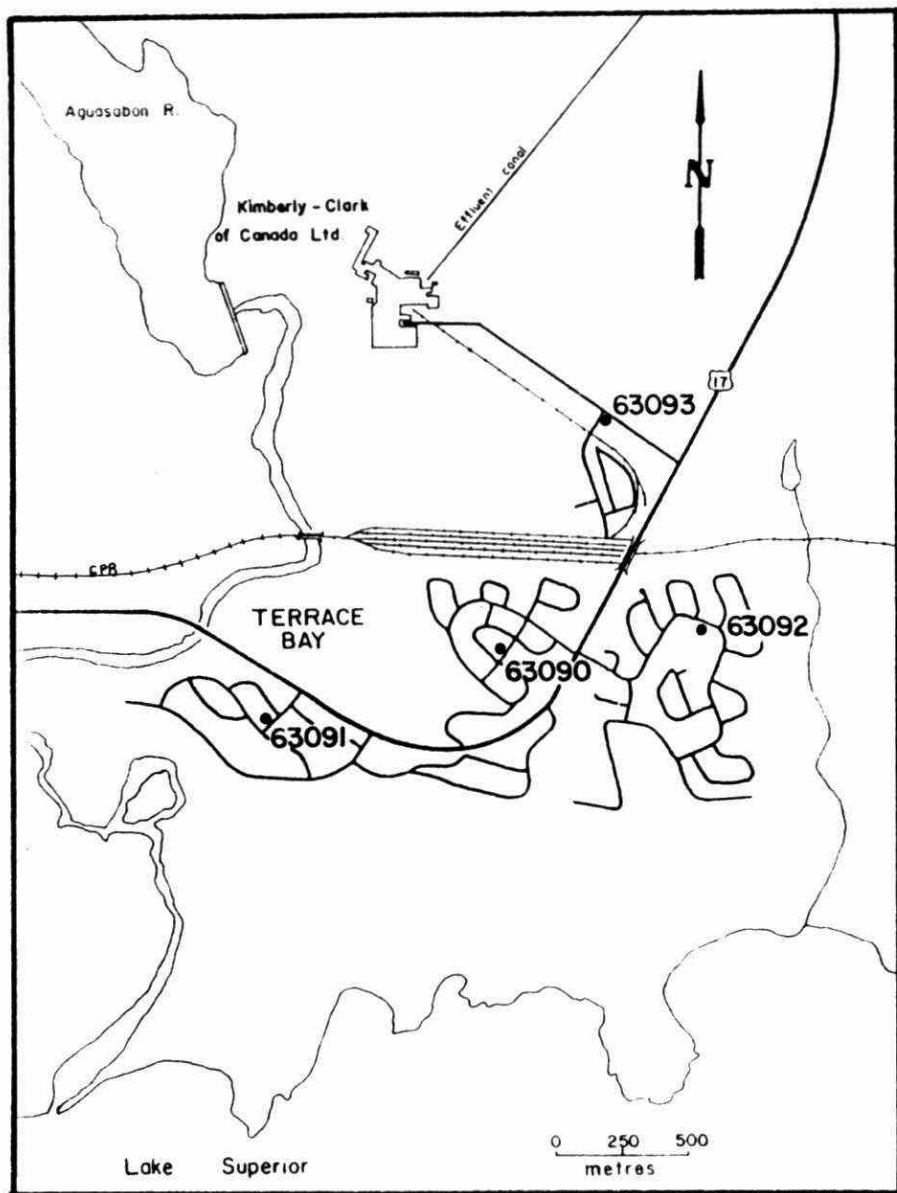 Aguasabon R.
Kimberly - Clark
of Canada Ltd.
Effluent canal
N
17
63093
CPR
TERRACE
BAY
63092
63090
63091
0 250 500
metres
Lake Superior